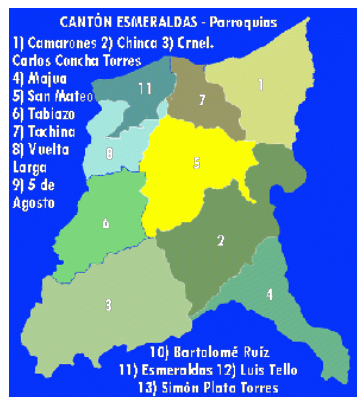 CANTÓN ESMERALDAS - Parroquias
1) Camarones 2) Chinca 3) Crnel.
Carlos Concha Torres
4) Majua
5) San Mateo
6) Tabiazo
7) Tachina
8) Vuelta
Larga
9) 5 de
Agosto
11
7
1
8
5
6
2
3
4
10) Bartolomê Ruiz
11) Esmeraldas 12) Luis Tello
13) Simón Plata Torres